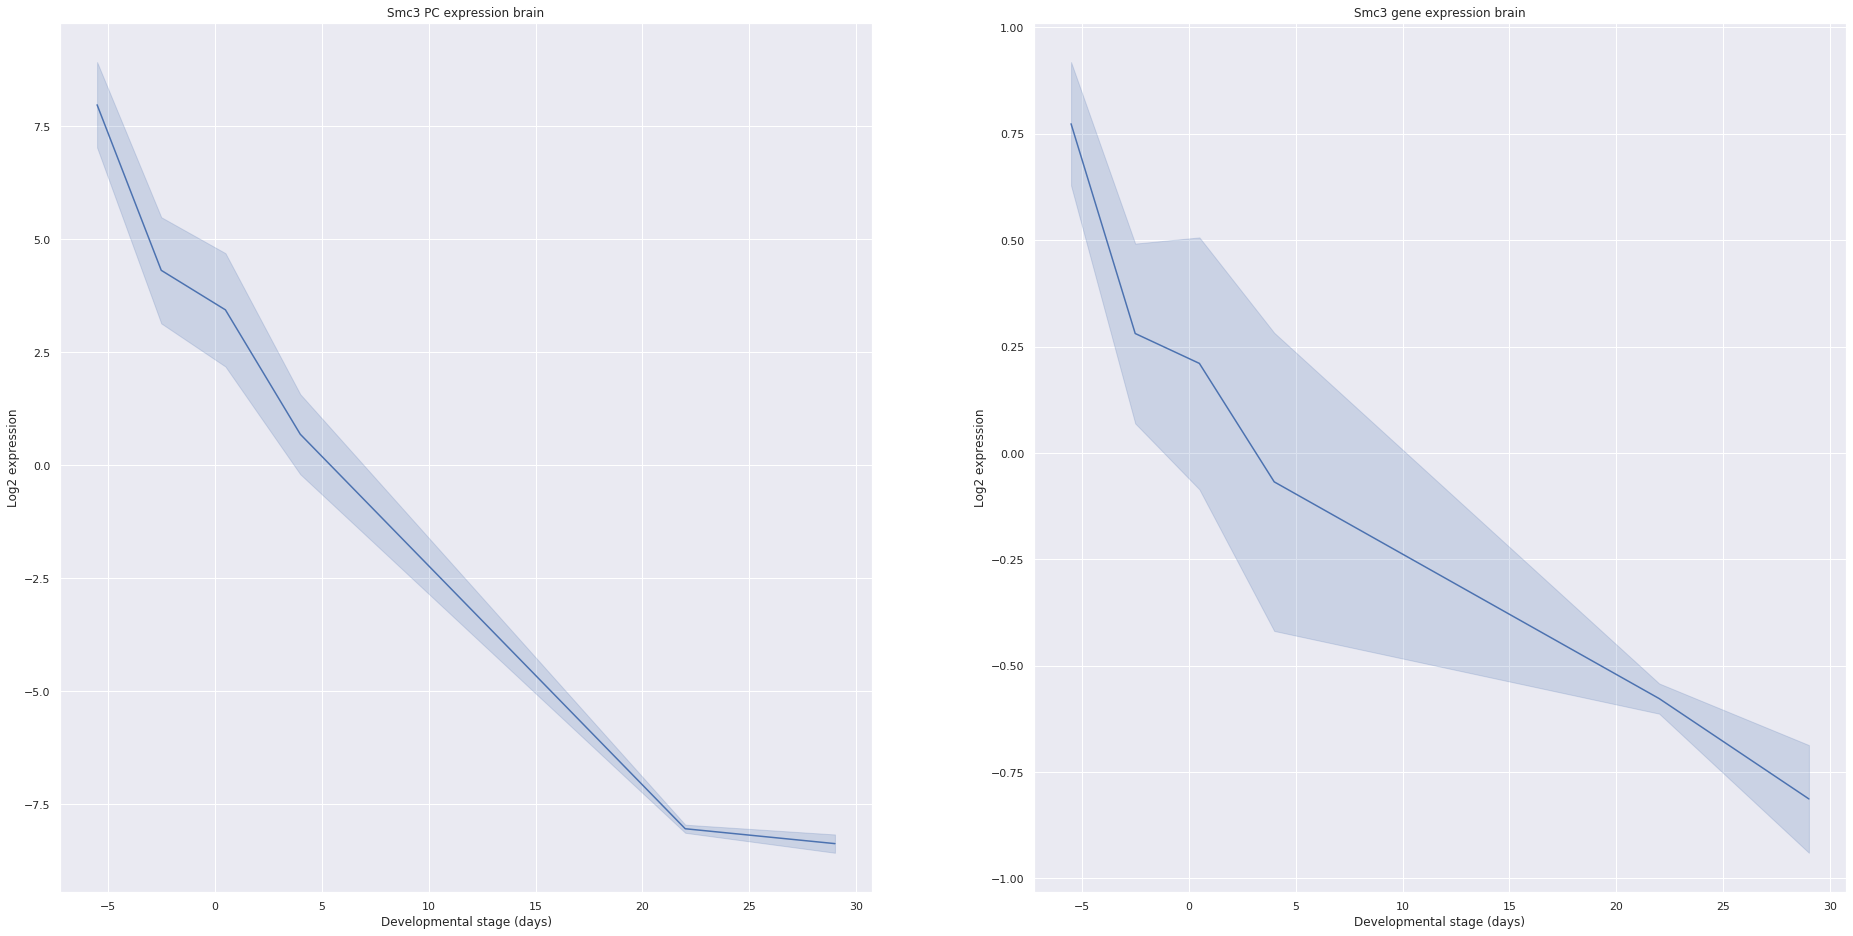 Smc3 PC expression brain
7.5
5.0
2.5
0.0
−2.5
−5.0
−7.5
Log2 expression
−5 0 5 10 15 20 25 30
Developmental stage (days)
Smc3 gene expression brain
1.00
0.75
0.50
0.25
0.00
−0.25
−0.50
−0.75
−1.00
Log2 expression
−5 0 5 10 15 20 25 30
Developmental stage (days)